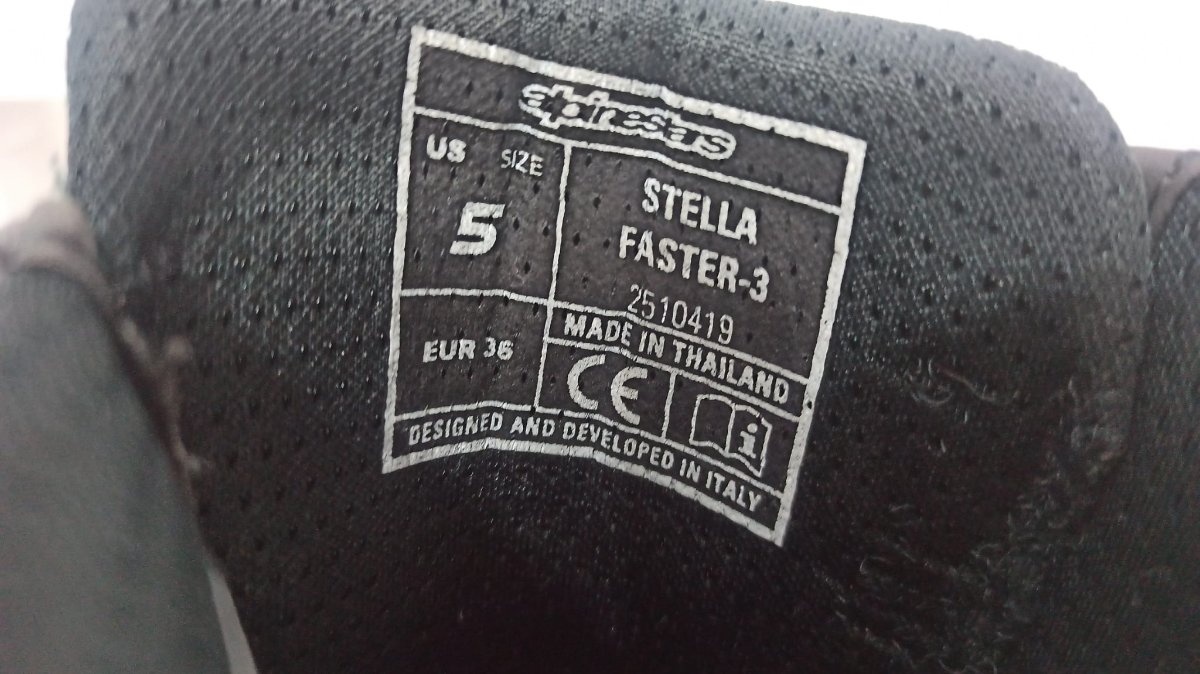 alpinestars
US SIZE
5
STELLA
FASTER-3
2510419
EUR 36
MADE IN THAILAND
CE
i
DESIGNED AND DEVELOPED IN ITALY